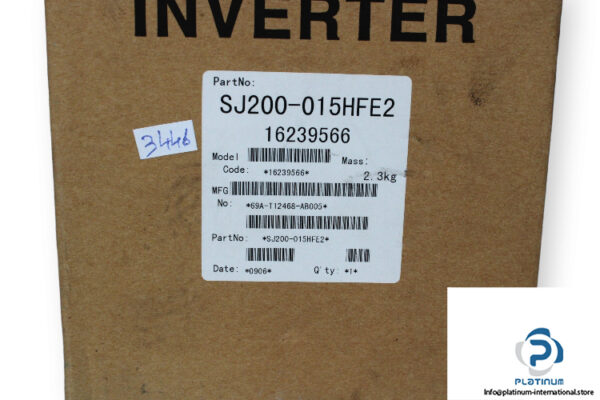 INVERTER
PartNo:
SJ200-015HFE2
16239566
3446
Model
Code: *16239566*
Mass:
2.3kg
MFG
No: *69A-T12468-AB005*
PartNo: *SJ200-015HFE2*
Date: *0906*
Q'ty: *1*
PLATINUM
Info@platinum-international.store